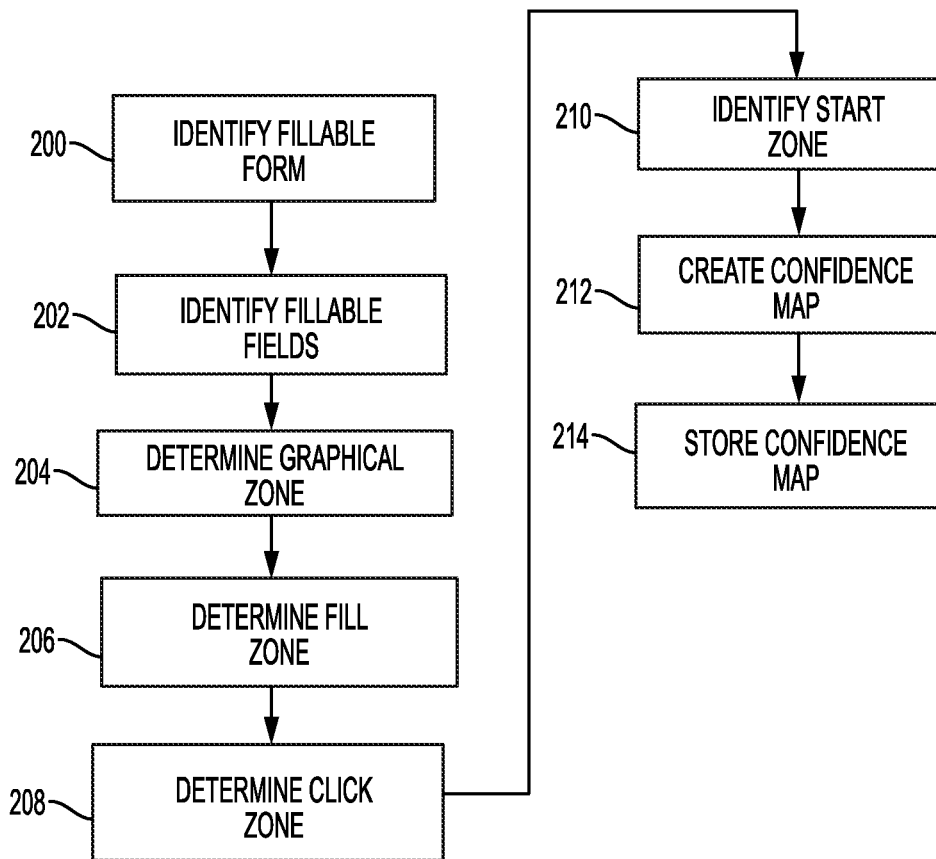 200
IDENTIFY FILLABLE
FORM
202
IDENTIFY FILLABLE
FIELDS
204
DETERMINE GRAPHICAL
ZONE
206
DETERMINE FILL
ZONE
208
DETERMINE CLICK
ZONE
210
IDENTIFY START
ZONE
212
CREATE CONFIDENCE
MAP
214
STORE CONFIDENCE
MAP